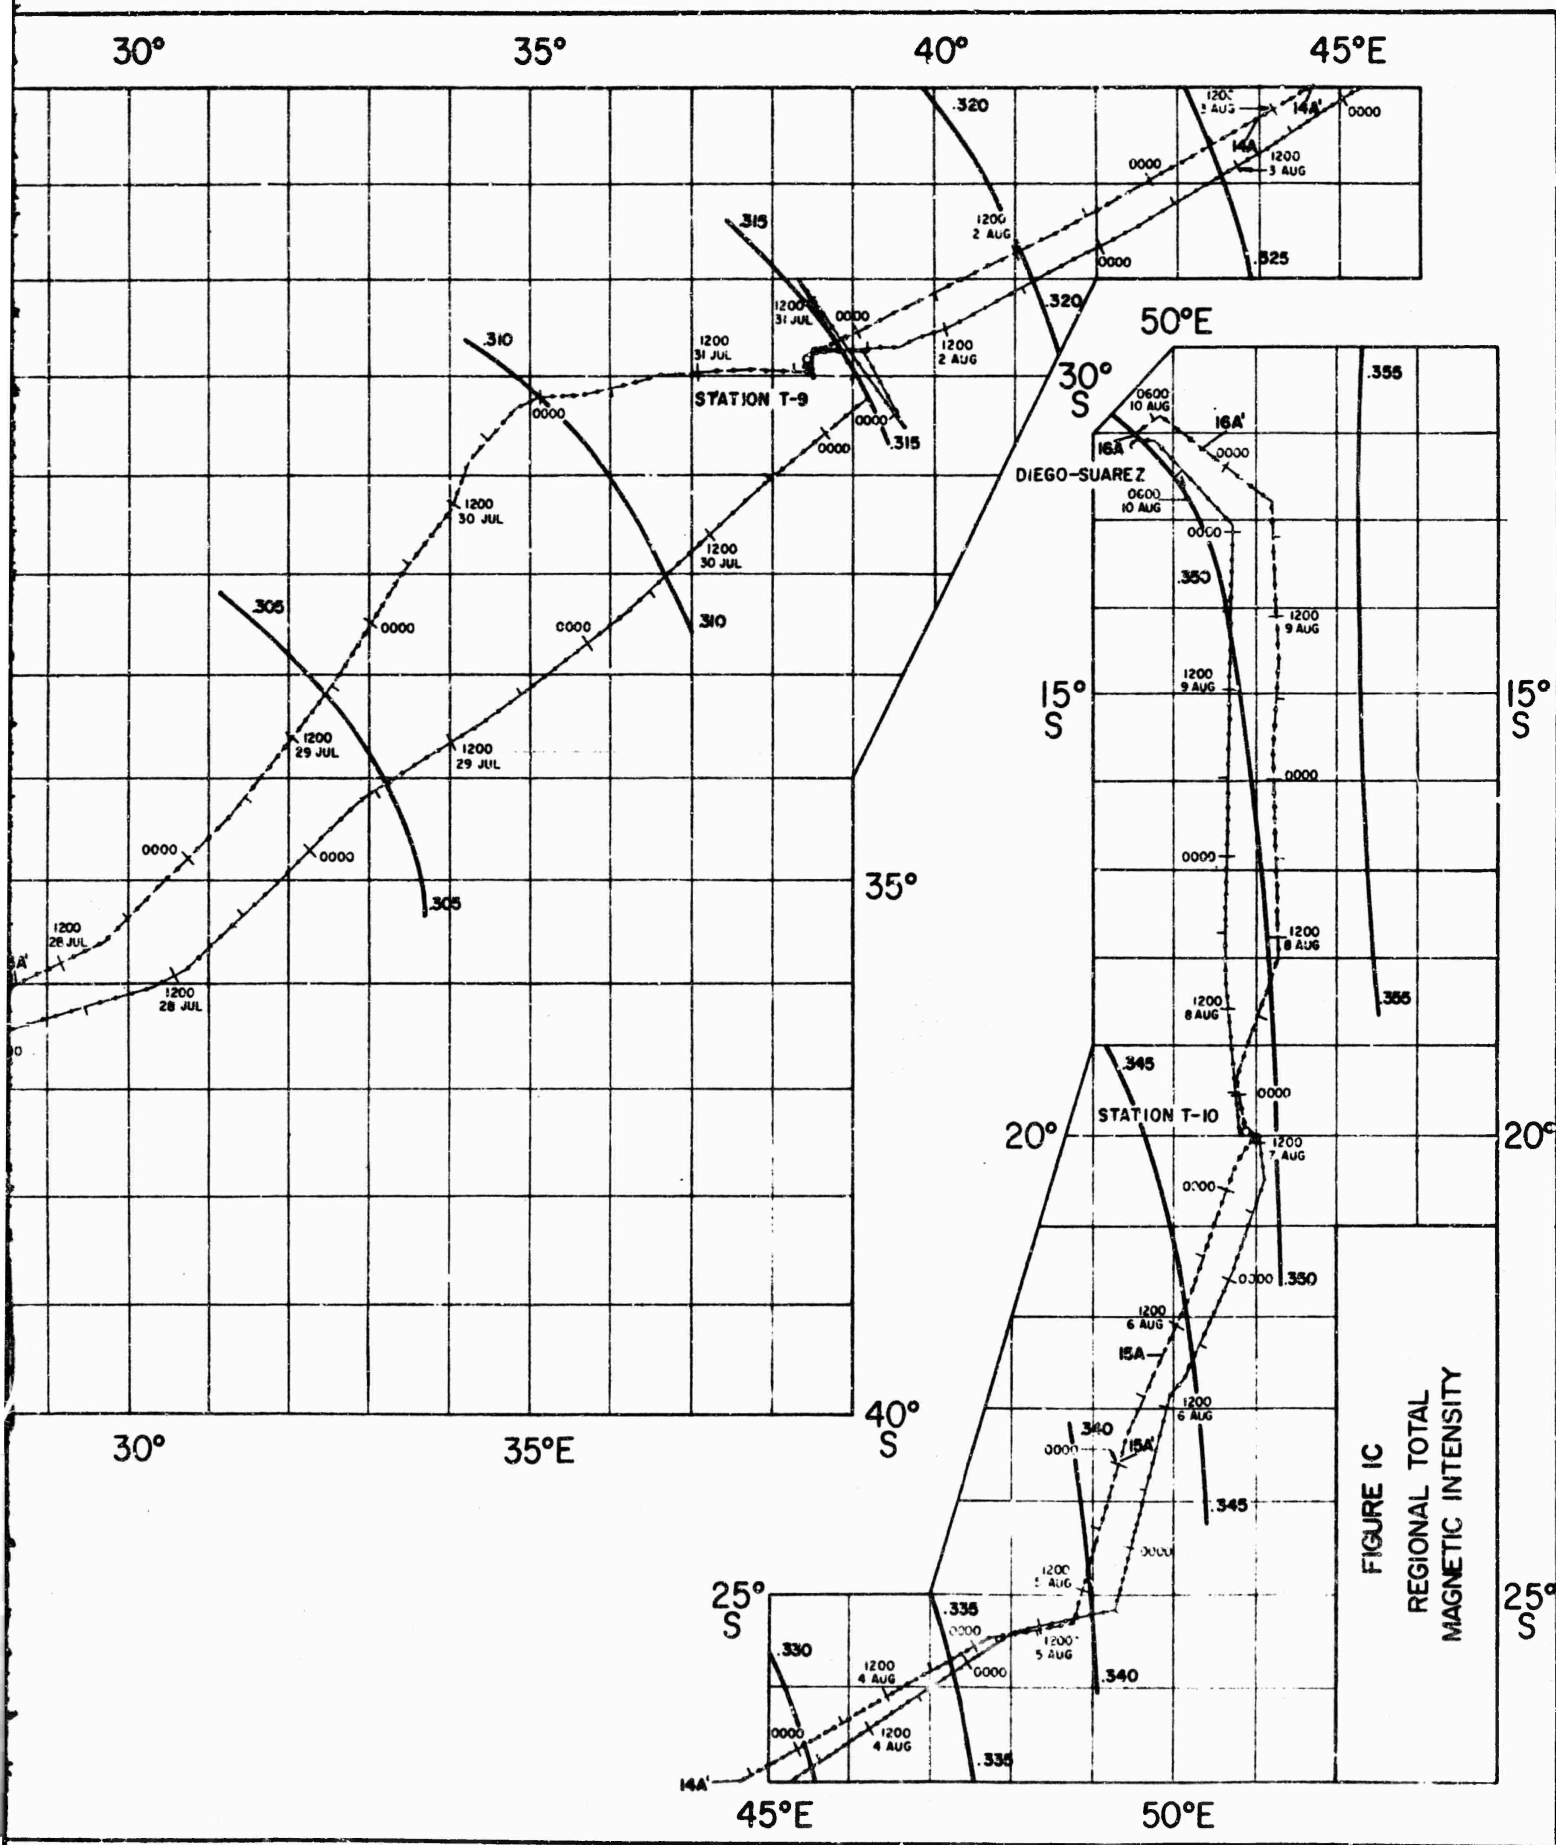 30°
35°
40°
45°E
.320
1200
3 AUG
14A'
0000
0000
14A
1200
3 AUG
.315
1200
2 AUG
0000
.325
1200
31 JUL
0000
.320
50°E
.310
1200
31 JUL
1200
2 AUG
30°
S
.355
STATION T-9
0600
10 AUG
16A'
0000
0000
0000
.315
16A
0000
DIEGO-SUAREZ
1200
30 JUL
0600
10 AUG
0000
1200
30 JUL
.350
.305
0000
0000
.310
1200
9 AUG
1200
9 AUG
15°
S
15°
S
1200
29 JUL
1200
29 JUL
0000
0000
0000
0000
35°
.305
1200
28 JUL
1200
8 AUG
A'
1200
28 JUL
1200
8 AUG
.355
.345
0000
STATION T-10
20°
20°
1200
7 AUG
0000
0000
.350
1200
6 AUG
15A
1200
6 AUG
40°
S
30°
35°E
.340
0000
15A'
.345
0000
1200
5 AUG
25°
S
25°
S
.335
0000
1200
5 AUG
.330
1200
4 AUG
0000
.340
0000
1200
4 AUG
.335
14A'
45°E
50°E
FIGURE 1C
REGIONAL TOTAL
MAGNETIC INTENSITY